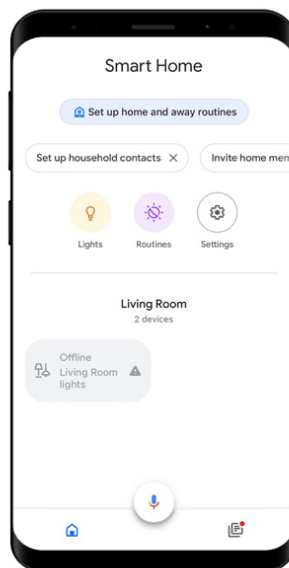 Smart Home
Set up home and away routines
Set up household contacts
Invite home men
Lights
Routines
Settings
Living Room
2 devices
Offline
Living Room
lights